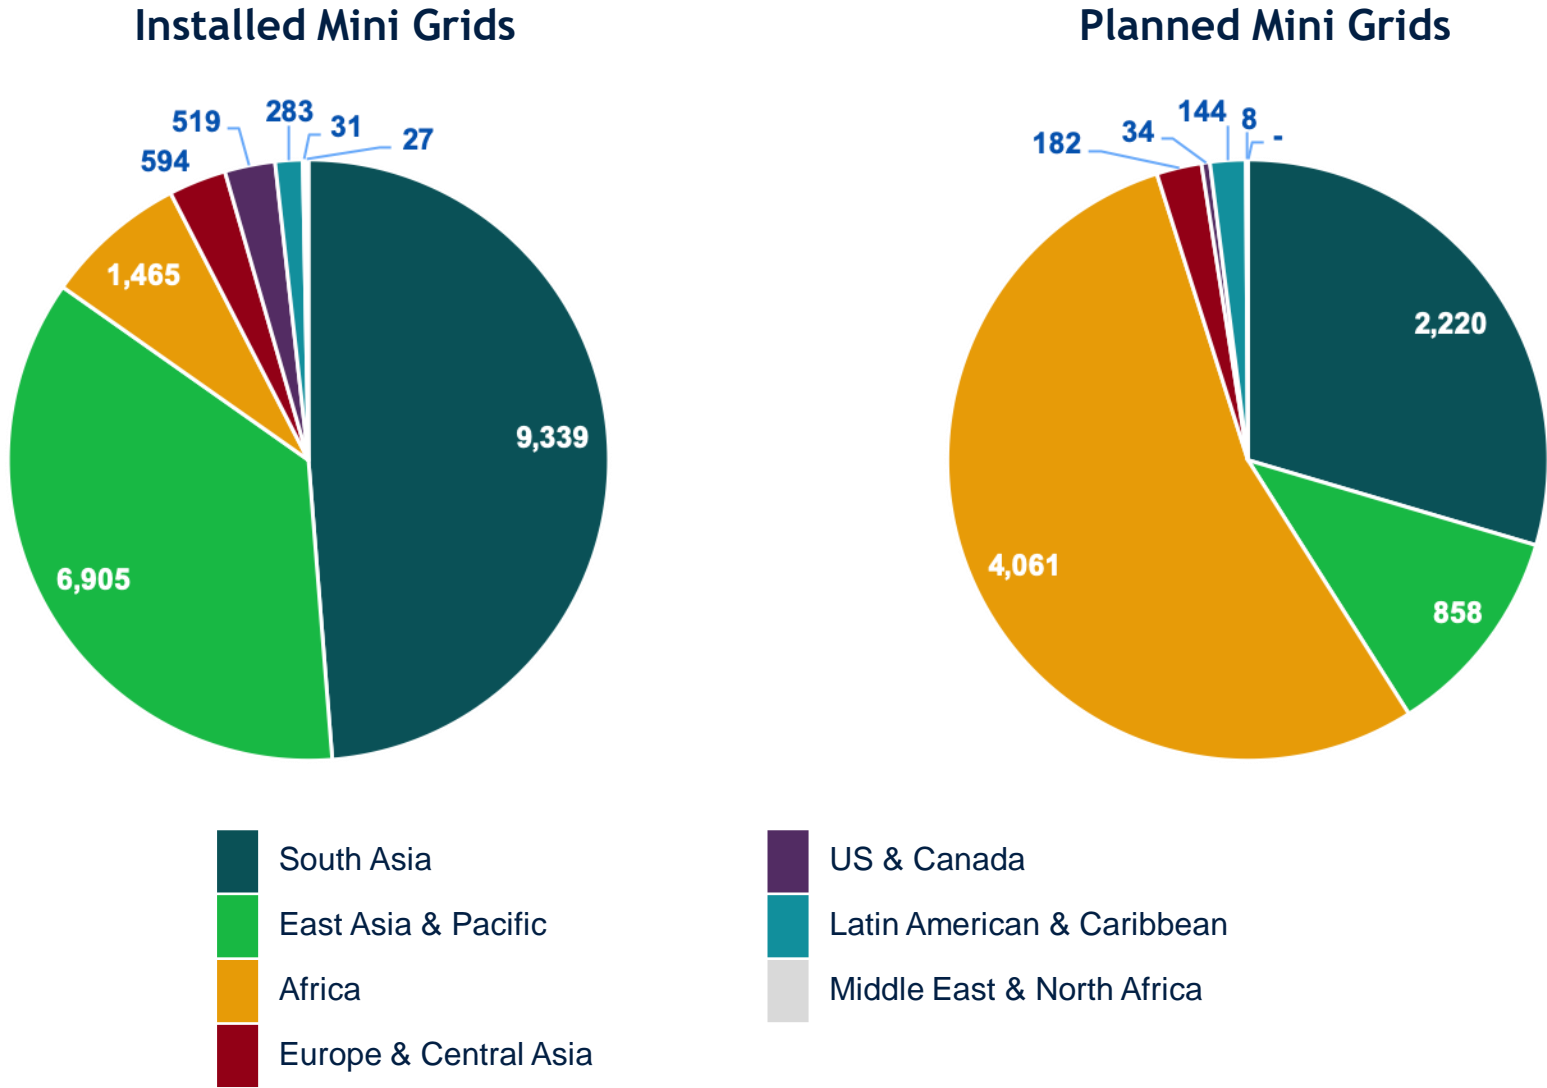 Installed Mini Grids
Planned Mini Grids
519
283
31
27
594
1,465
9,339
6,905
182
34
144
8
-
2,220
4,061
858
South Asia
East Asia & Pacific
Africa
Europe & Central Asia
US & Canada
Latin American & Caribbean
Middle East & North Africa